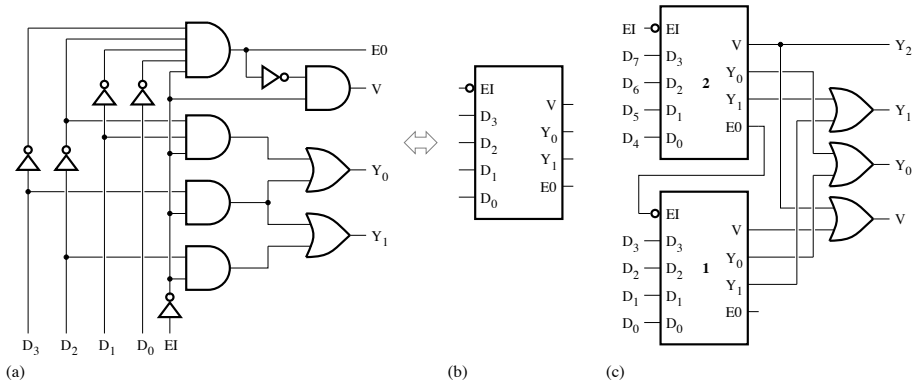 E0
V
Y0
Y1
D3 D2 D1 D0 EI
(a)
EI
D3
D2
D1
D0
V
Y0
Y1
E0
(b)
EI
D7
D6
D5
D4
EI
D3
D2
D1
D0
2
V
Y0
Y1
E0
Y2
Y1
Y0
V
D3
D2
D1
D0
EI
D3
D2
D1
D0
1
V
Y0
Y1
E0
(c)